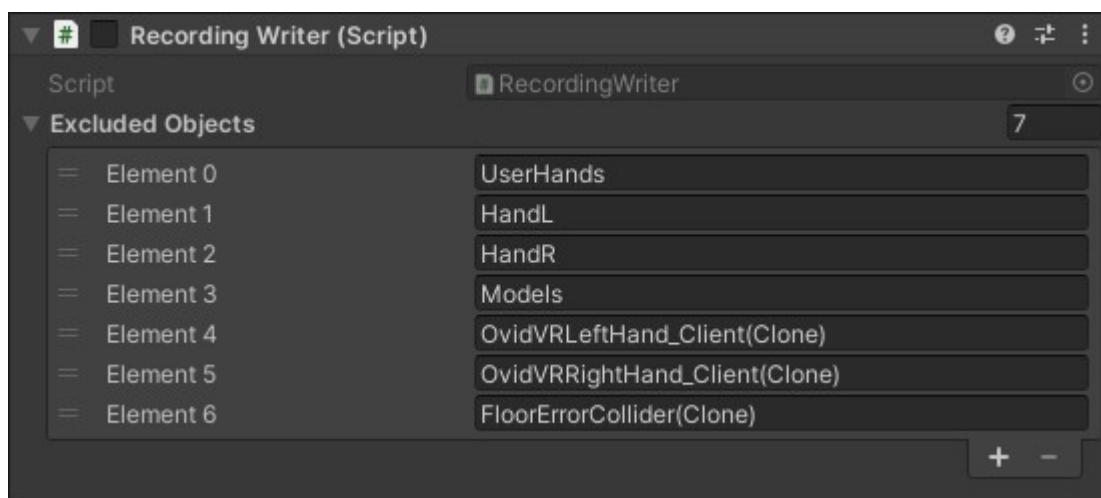 Recording Writer (Script)
Script RecordingWriter
Excluded Objects 7
Element 0 UserHands
Element 1 HandL
Element 2 HandR
Element 3 Models
Element 4 OvidVRLeftHand_Client(Clone)
Element 5 OvidVRRightHand_Client(Clone)
Element 6 FloorErrorCollider(Clone)